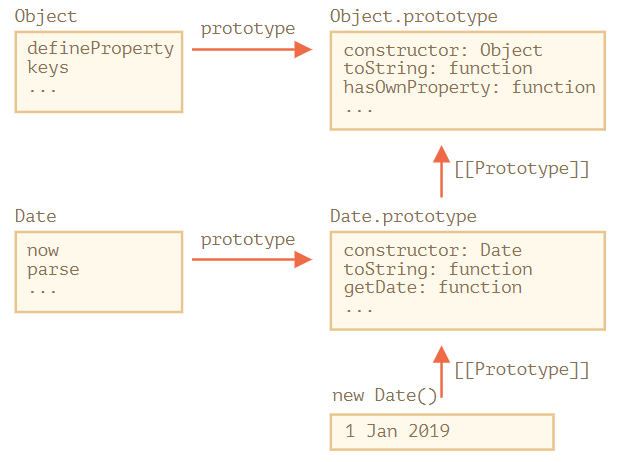 Object
defineProperty
keys
...
prototype
Object.prototype
constructor: Object
toString: function
hasOwnProperty: function
...
[[Prototype]]
Date
now
parse
...
prototype
Date.prototype
constructor: Date
toString: function
getDate: function
...
[[Prototype]]
new Date()
1 Jan 2019